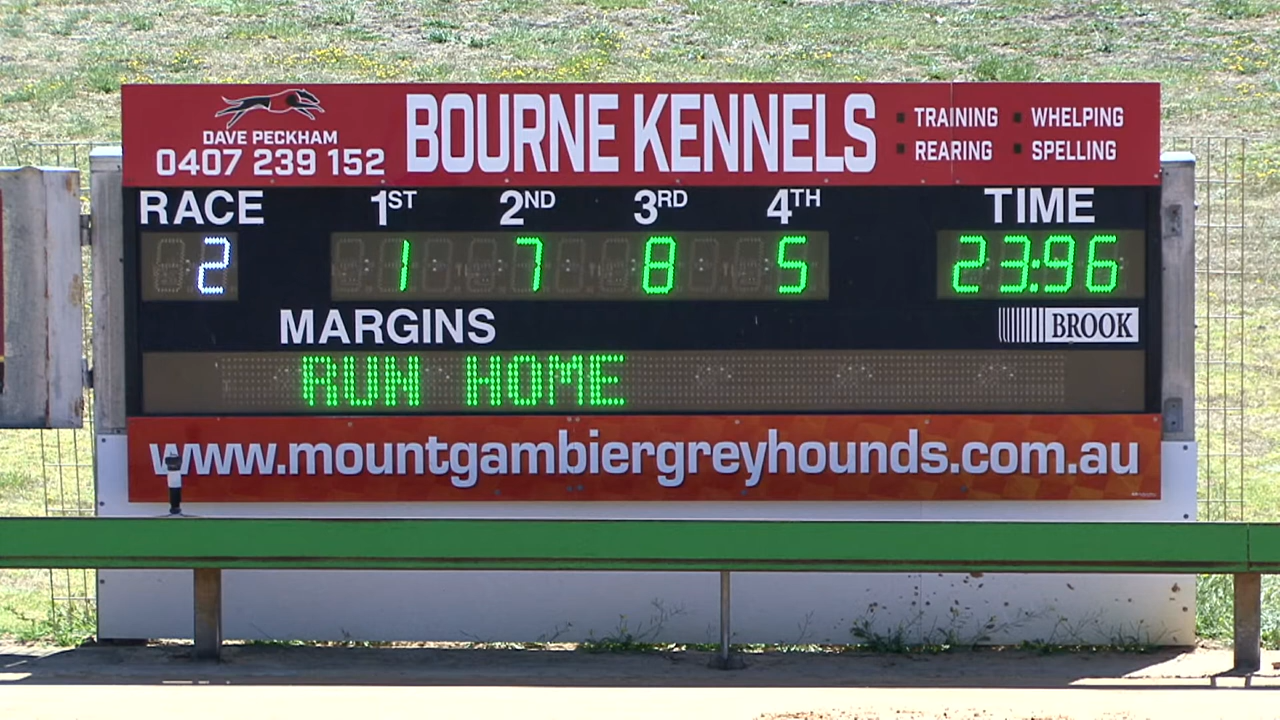 DAVE PECKHAM
0407 239 152
BOURNE KENNELS
TRAINING
WHELPING
REARING
SPELLING
RACE 1ST 2ND 3RD 4TH TIME
2 1 7 8 5 23:96
MARGINS
BROOK
RUN HOME
www.mountgambiergreyhounds.com.au